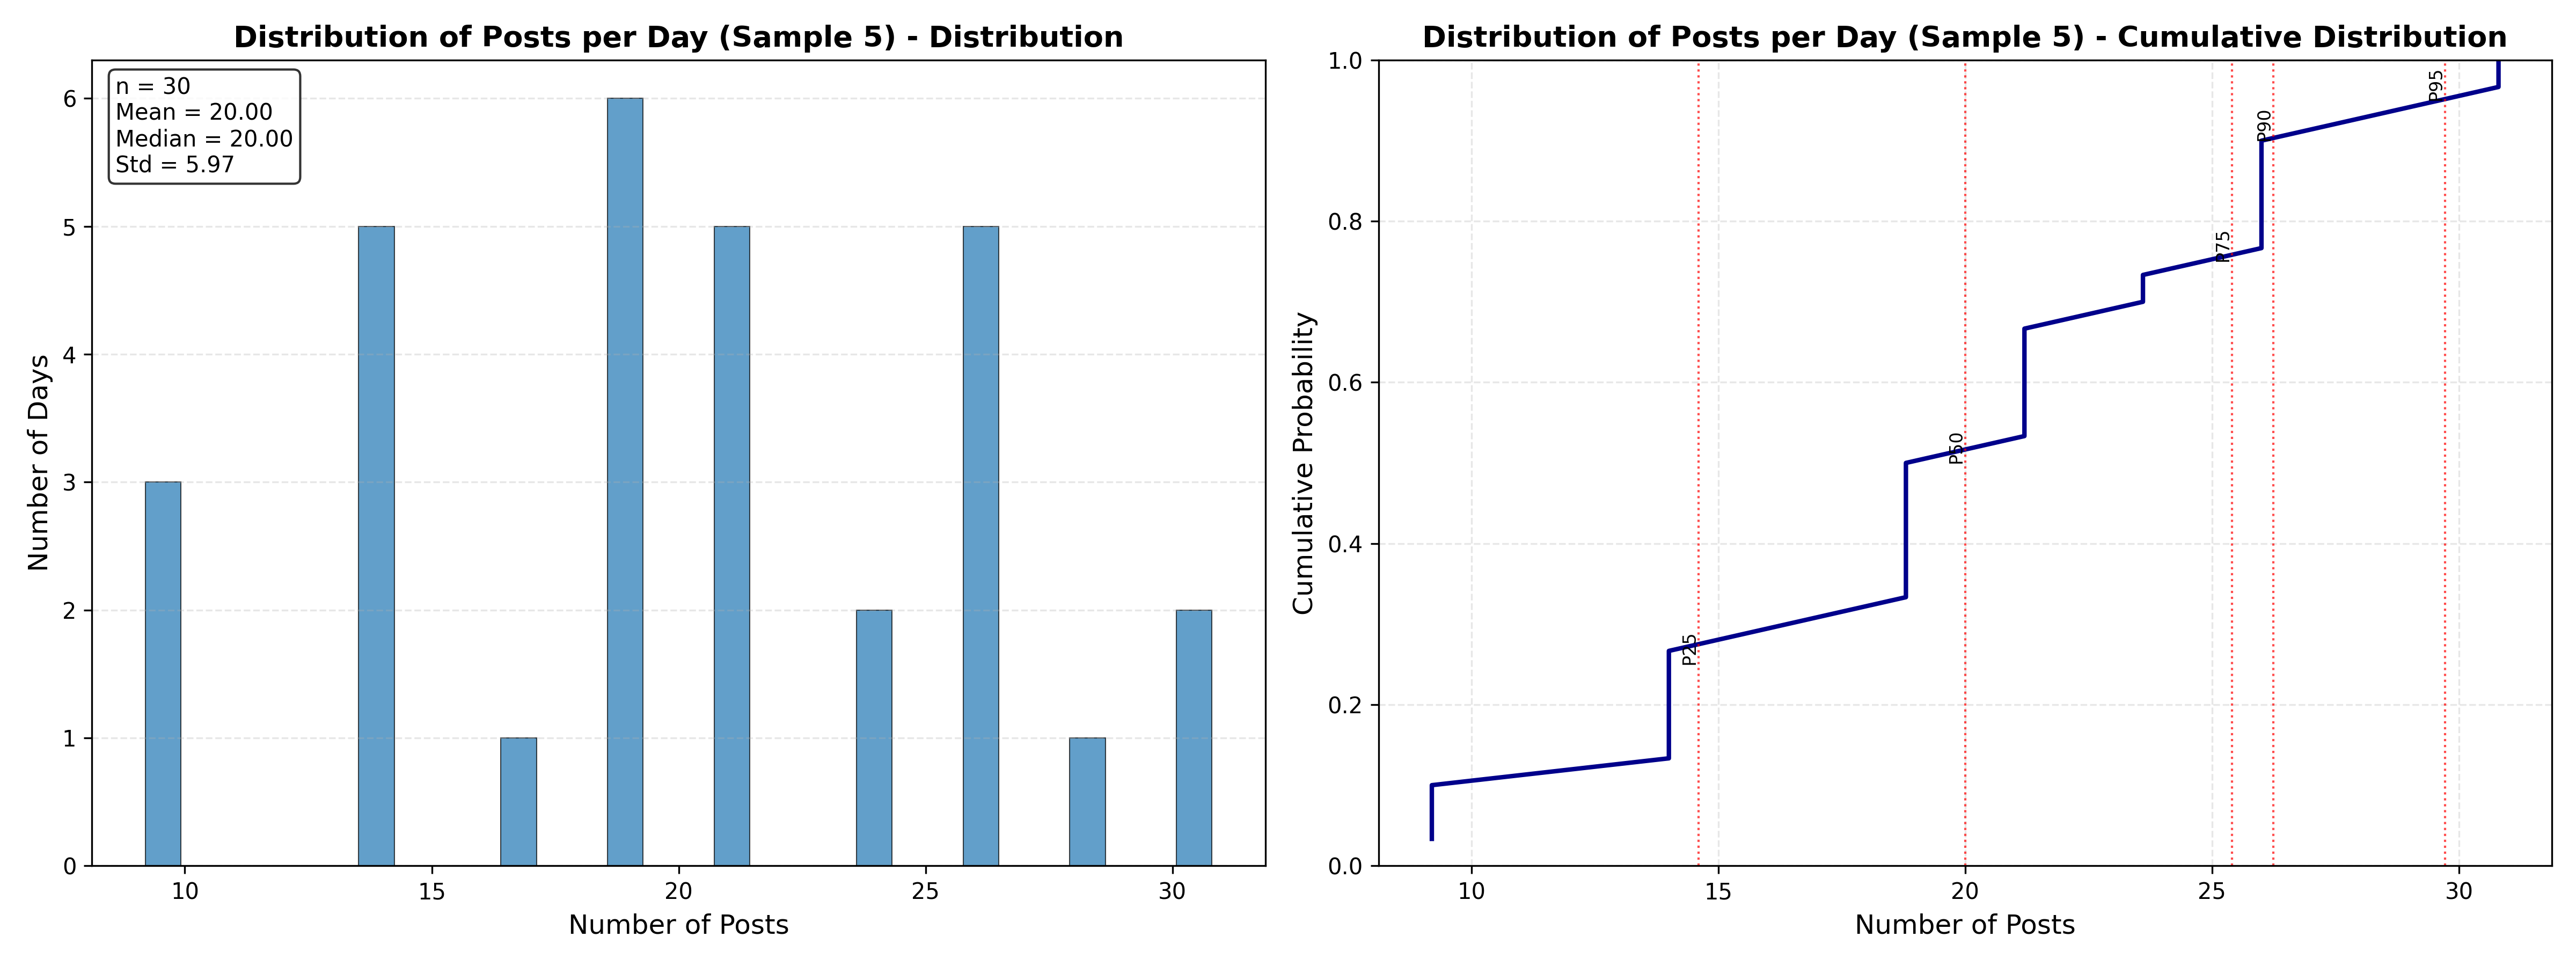 Distribution of Posts per Day (Sample 5) - Distribution
n = 30
Mean = 20.00
Median = 20.00
Std = 5.97
6
5
4
3
2
1
0
Number of Days
10 15 20 25 30
Number of Posts
Distribution of Posts per Day (Sample 5) - Cumulative Distribution
1.0
0.8
0.6
0.4
0.2
0.0
Cumulative Probability
P25
P50
P75
P90
P95
10 15 20 25 30
Number of Posts